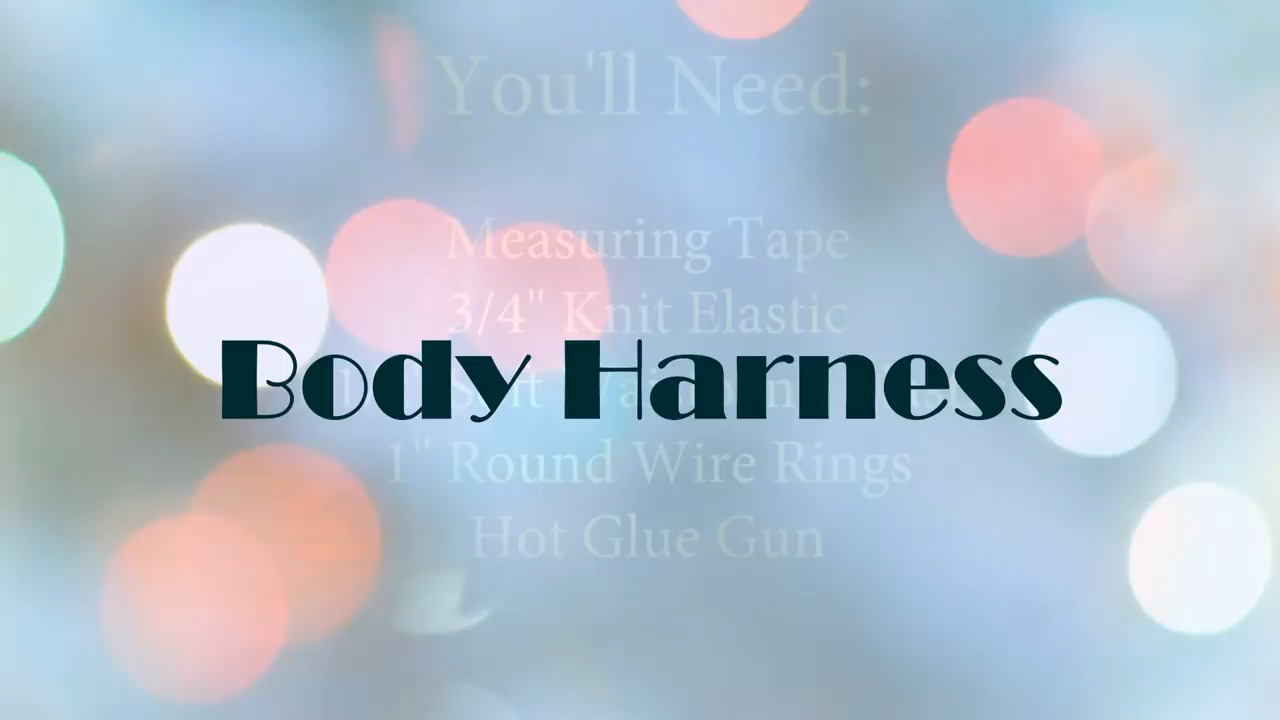 You'll Need:
Measuring Tape
3/4" Knit Elastic
Body Harness
1" Round Wire Rings
Hot Glue Gun